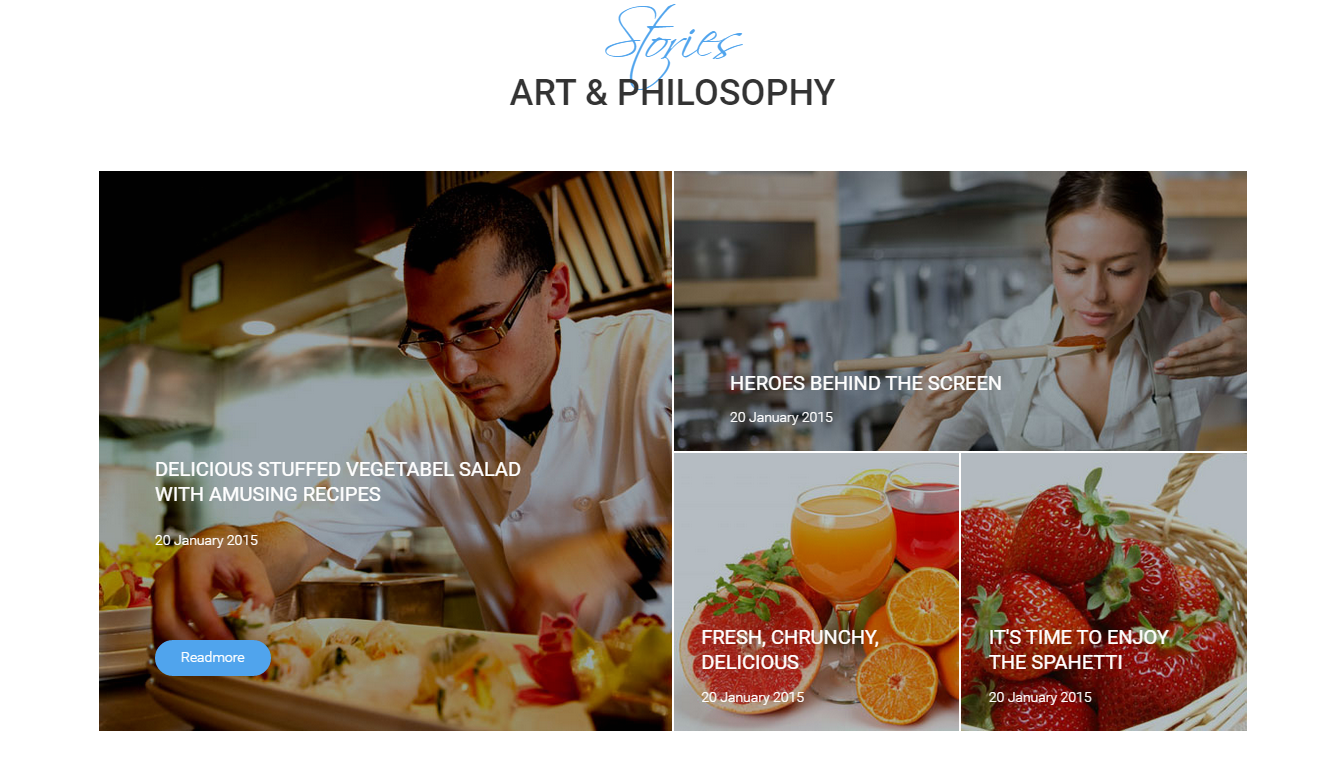 Stories
ART & PHILOSOPHY
DELICIOUS STUFFED VEGETABEL SALAD
WITH AMUSING RECIPES
20 January 2015
Readmore
HEROES BEHIND THE SCREEN
20 January 2015
FRESH, CHRUNCHY,
DELICIOUS
20 January 2015
IT'S TIME TO ENJOY
THE SPAHETTI
20 January 2015